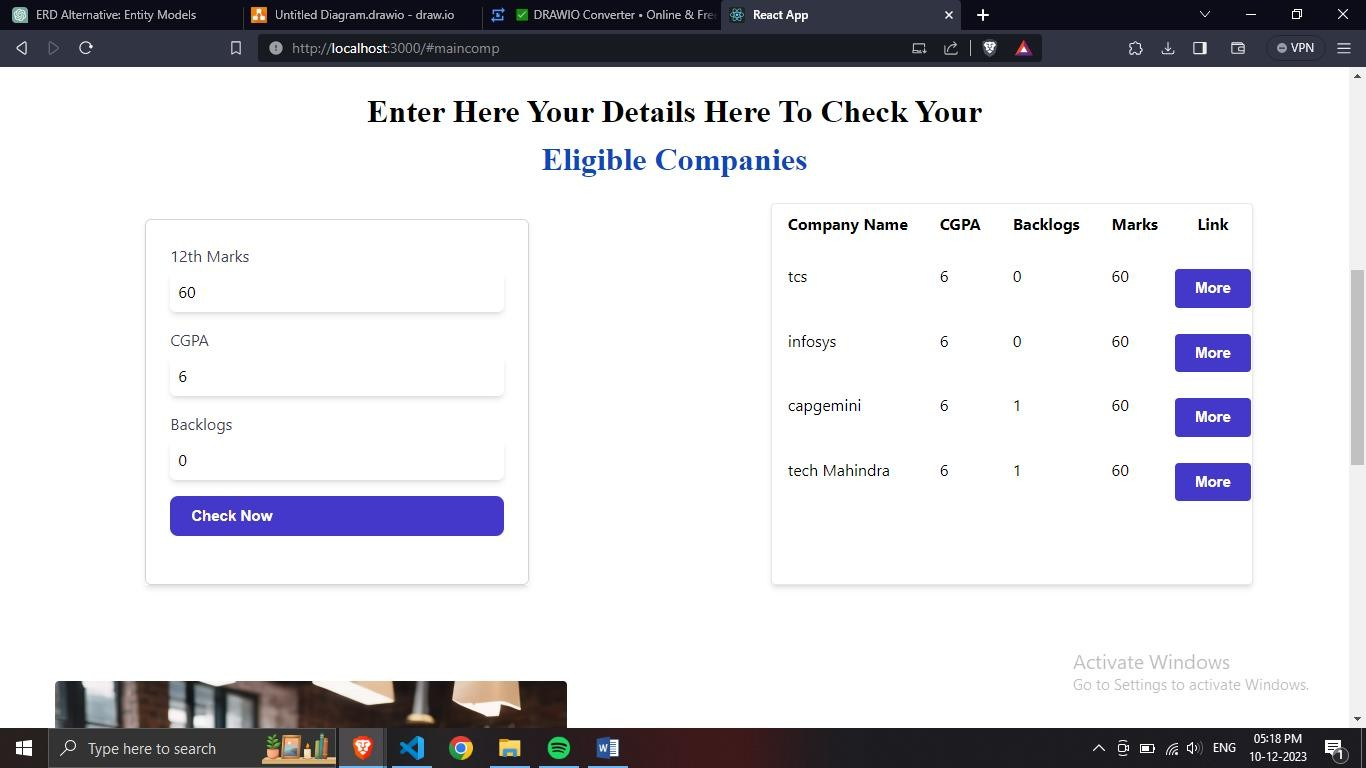 ERD Alternative: Entity Models
Untitled Diagram.drawio - draw.io
DRAWIO Converter • Online & Fre
React App
http://localhost:3000/#maincomp
VPN
Enter Here Your Details Here To Check Your
Eligible Companies
12th Marks
60
CGPA
6
Backlogs
0
Check Now
Company Name CGPA Backlogs Marks Link
tcs 6 0 60 More
infosys 6 0 60 More
capgemini 6 1 60 More
tech Mahindra 6 1 60 More
Activate Windows
Go to Settings to activate Windows.
Type here to search
ENG
05:18 PM
10-12-2023
1